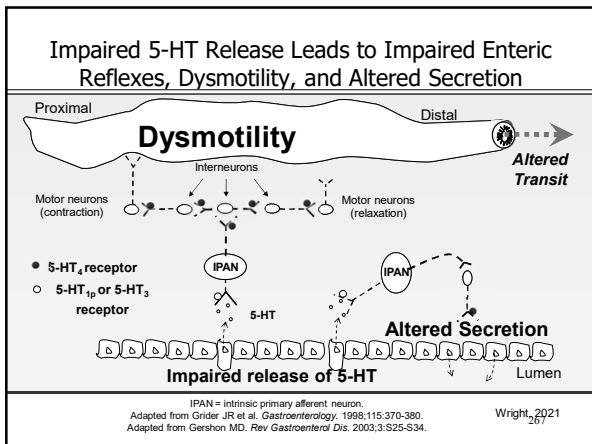 Impaired 5-HT Release Leads to Impaired Enteric
Reflexes, Dysmotility, and Altered Secretion
Proximal
Distal
Dysmotility
Altered
Transit
Interneurons
Motor neurons
(contraction)
Motor neurons
(relaxation)
5-HT4 receptor
5-HT1p or 5-HT3
receptor
IPAN
IPAN
5-HT
Altered Secretion
Impaired release of 5-HT
Lumen
IPAN = intrinsic primary afferent neuron.
Adapted from Grider JR et al. Gastroenterology. 1998;115:370-380.
Adapted from Gershon MD. Rev Gastroenterol Dis. 2003;3:S25-S34.
Wright, 2021
267